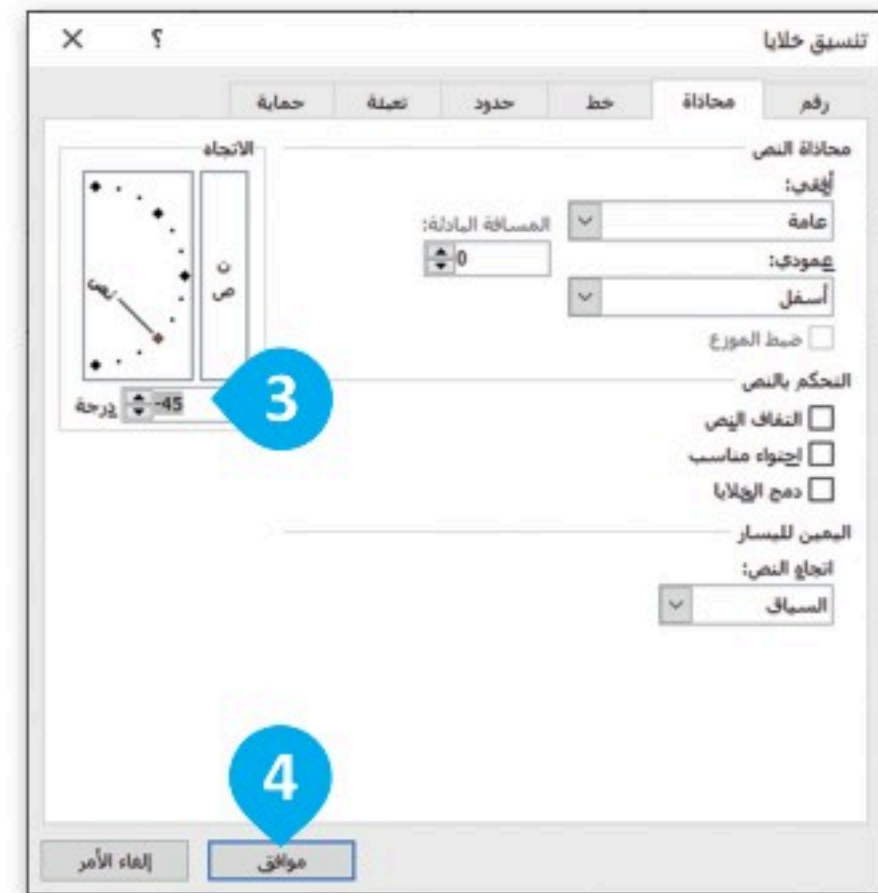 تنسيق خلايا
؟
رقم محاذاة خط حدود تعبئة حماية
محاذاة النص
أفقي:
عامة
المسافة البادئة:
0
عمودي:
أسفل
ضبط الموزع
التحكم بالنص
التفاف النص
احتواء مناسب
دمج الخلايا
اليمين لليسار
اتجاه النص:
السياق
الاتجاه
ن
ص
نص
-45 درجة
3
4
موافق
إلغاء الأمر